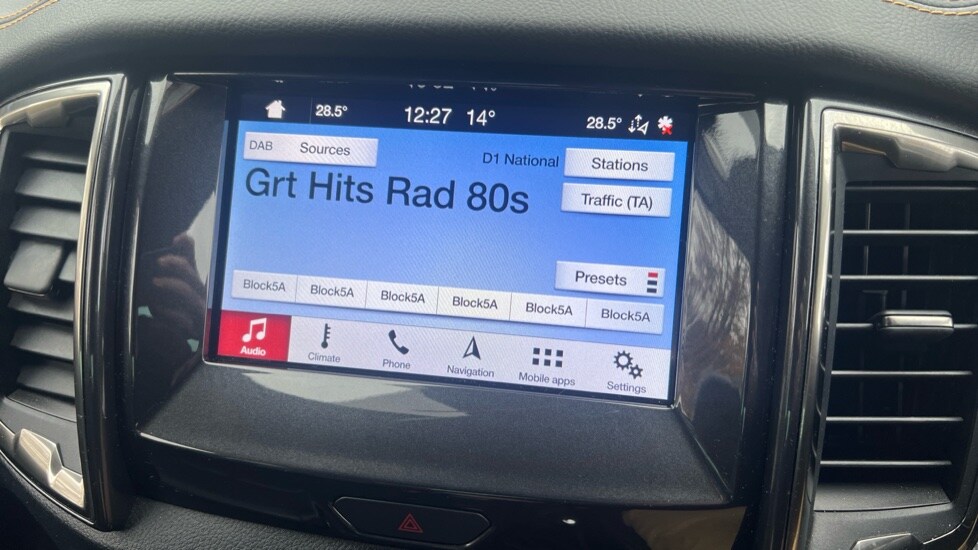 28.5° 12:27 14° 28.5°
DAB Sources
D1 National Stations
Grt Hits Rad 80s
Traffic (TA)
Presets
Block5A Block5A Block5A Block5A Block5A Block5A
Audio Climate Phone Navigation Mobile apps Settings